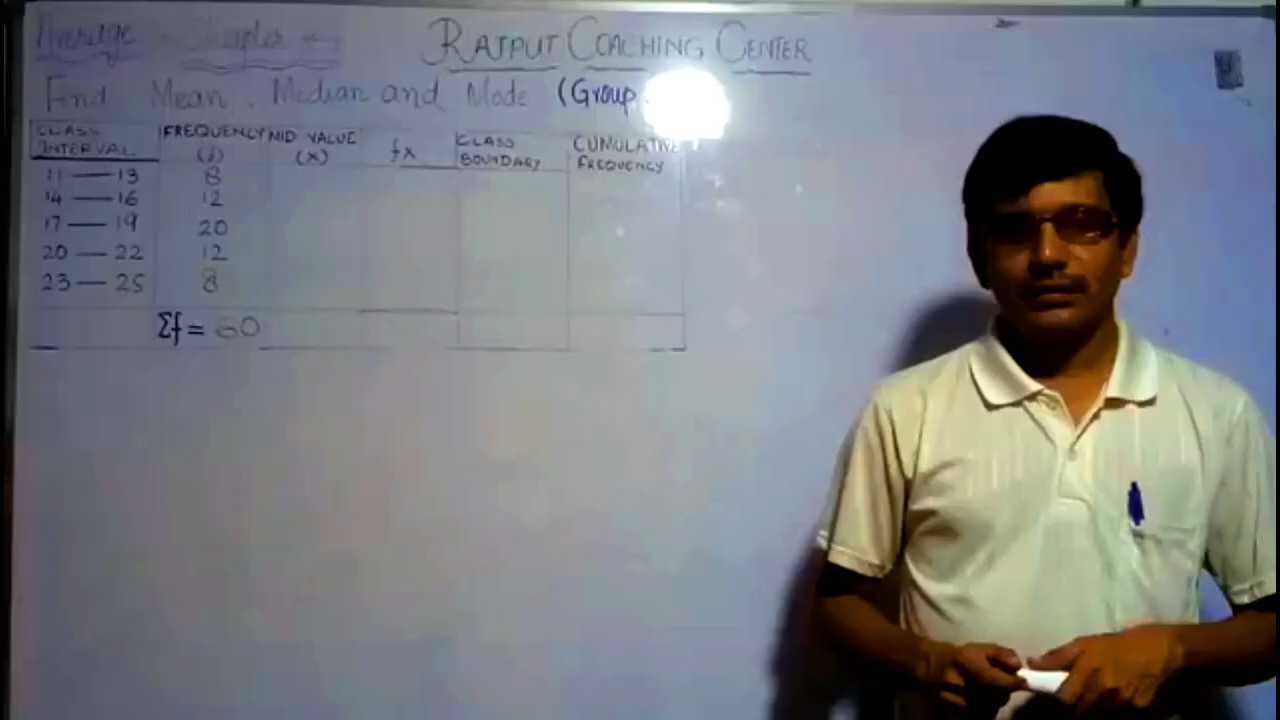 Average Chapter
RAJPUT COACHING CENTER
Find Mean, Median and Mode (Group
CLASS INTERVAL FREQUENCY (f) MID VALUE (X) fX CLASS BOUNDARY CUMULATIVE FREQUENCY
11 — 13 8
14 — 16 12
17 — 19 20
20 — 22 12
23 — 25 8
Σf = 60